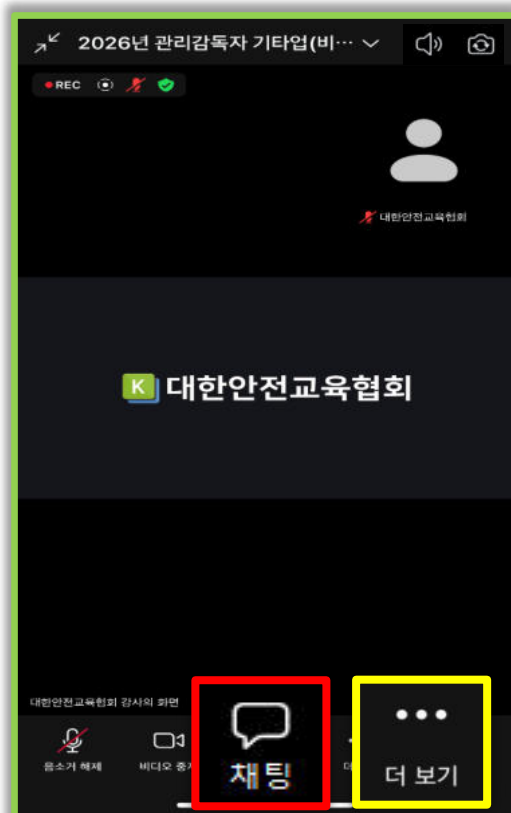 2026년 관리감독자 기타업(비…
REC
대한안전교육협회
K 대한안전교육협회
대한안전교육협회 강사의 화면
음소거 해제
비디오 중지
채팅
더 보기